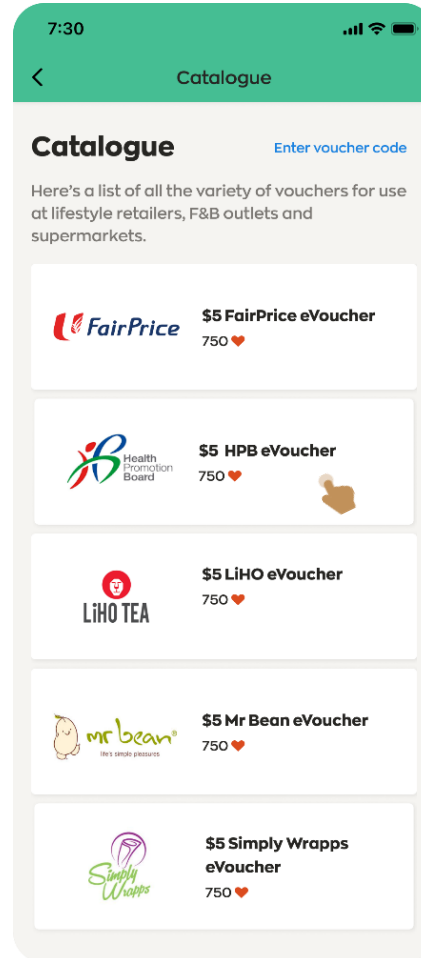 7:30
Catalogue
Catalogue
Enter voucher code
Here's a list of all the variety of vouchers for use
at lifestyle retailers, F&B outlets and
supermarkets.
FairPrice
$5 FairPrice eVoucher
750
Health
Promotion
Board
$5 HPB eVoucher
750
LiHO TEA
$5 LiHO eVoucher
750
mr bean®
life's simple pleasures
$5 Mr Bean eVoucher
750
Simply
Wrapps
$5 Simply Wrapps
eVoucher
750